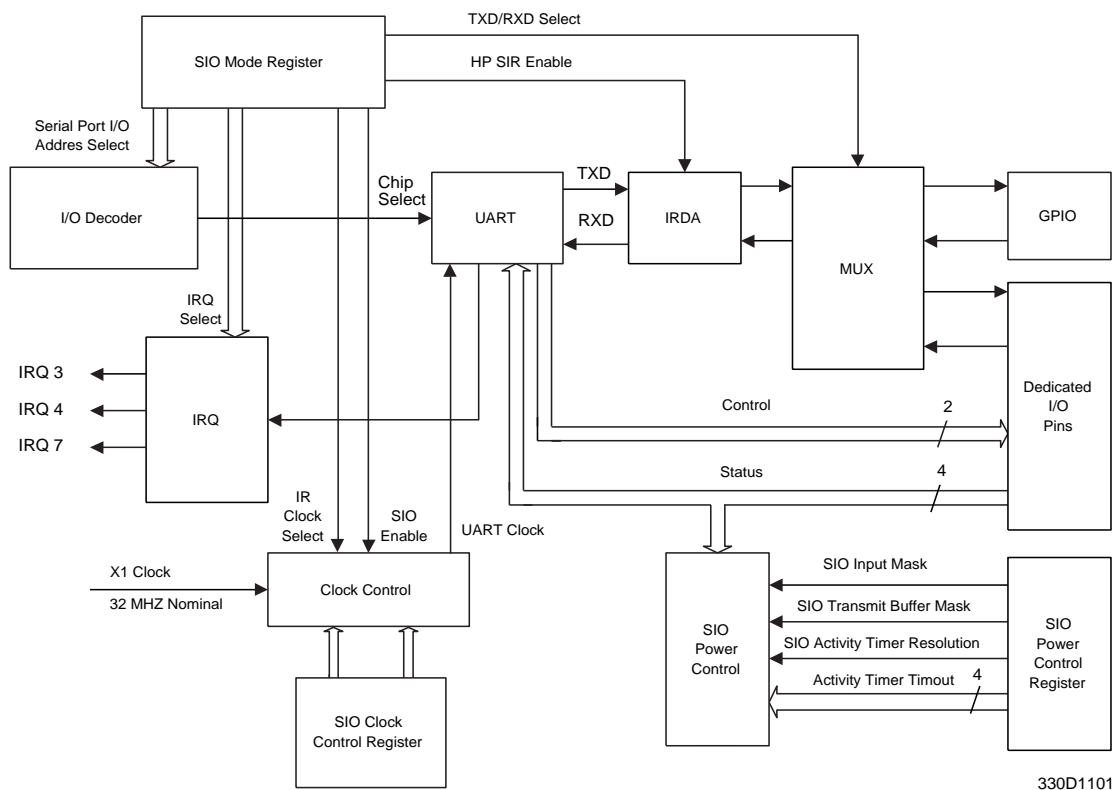 TXD/RXD Select
SIO Mode Register
HP SIR Enable
Serial Port I/O
Addres Select
I/O Decoder
Chip
Select
UART
TXD
RXD
IRDA
MUX
GPIO
IRQ
Select
IRQ 3
IRQ 4
IRQ 7
IRQ
Dedicated
I/O
Pins
Control
2
Status
4
IR
Clock
Select
SIO
Enable
UART Clock
X1 Clock
32 MHZ Nominal
Clock Control
SIO Clock
Control Register
SIO
Power
Control
SIO Input Mask
SIO Transmit Buffer Mask
SIO Activity Timer Resolution
Activity Timer Timout
4
SIO
Power
Control
Register
330D1101